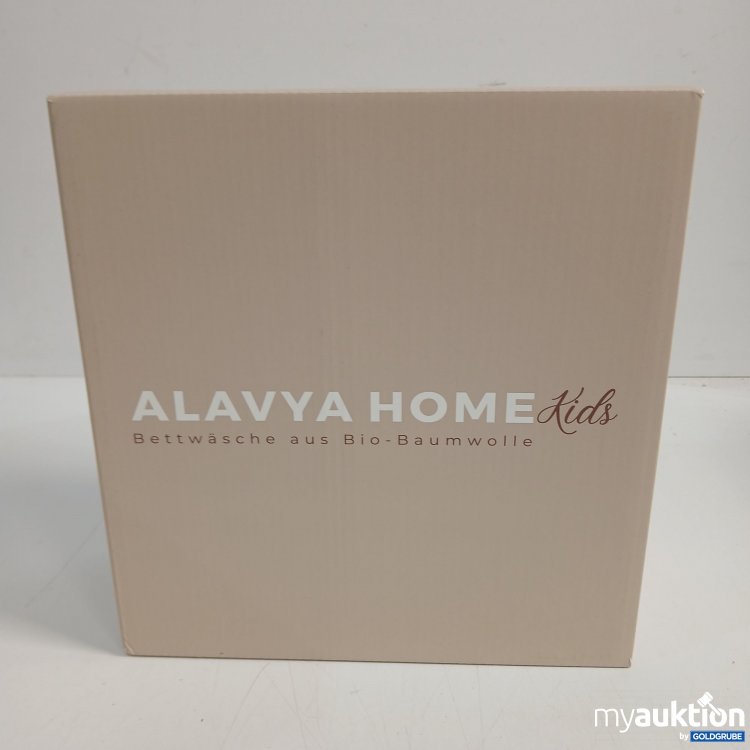 ALAVYA HOME Kids
Bettwäsche aus Bio-Baumwolle
myauktion
by GOLDGRUBE